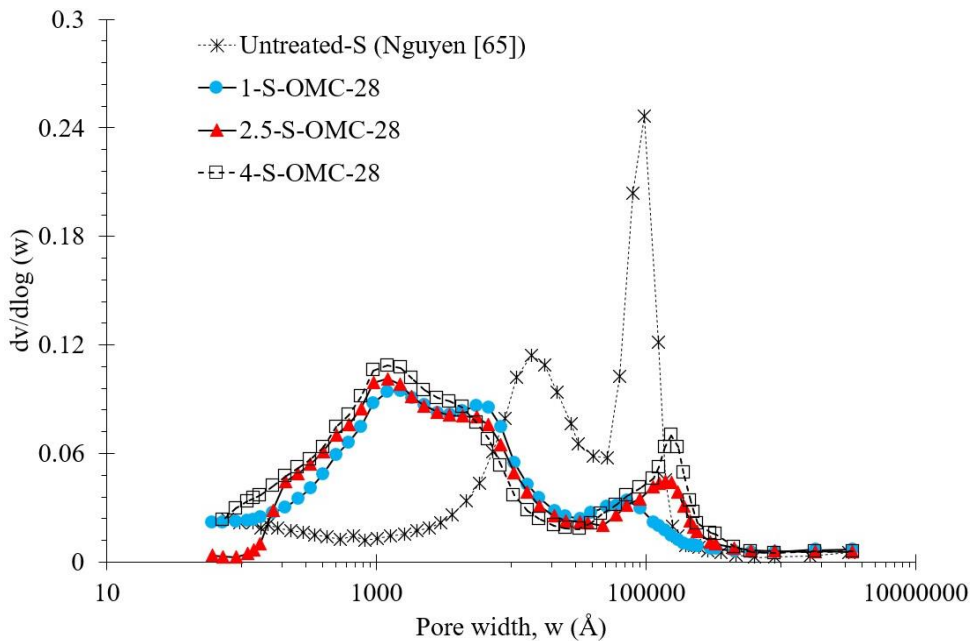 0.3
Untreated-S (Nguyen [65])
1-S-OMC-28
0.24
2.5-S-OMC-28
4-S-OMC-28
0.18
dv/dlog (w)
0.12
0.06
0
10
1000
100000
10000000
Pore width, w (Å)